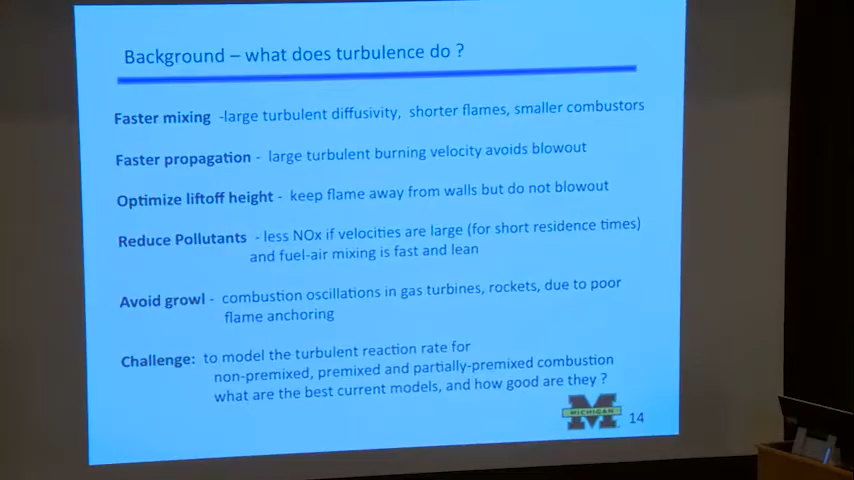 Background – what does turbulence do ?
Faster mixing -large turbulent diffusivity, shorter flames, smaller combustors
Faster propagation - large turbulent burning velocity avoids blowout
Optimize liftoff height - keep flame away from walls but do not blowout
Reduce Pollutants - less NOx if velocities are large (for short residence times)
and fuel-air mixing is fast and lean
Avoid growl - combustion oscillations in gas turbines, rockets, due to poor
flame anchoring
Challenge: to model the turbulent reaction rate for
non-premixed, premixed and partially-premixed combustion
what are the best current models, and how good are they ?
MICHIGAN
14